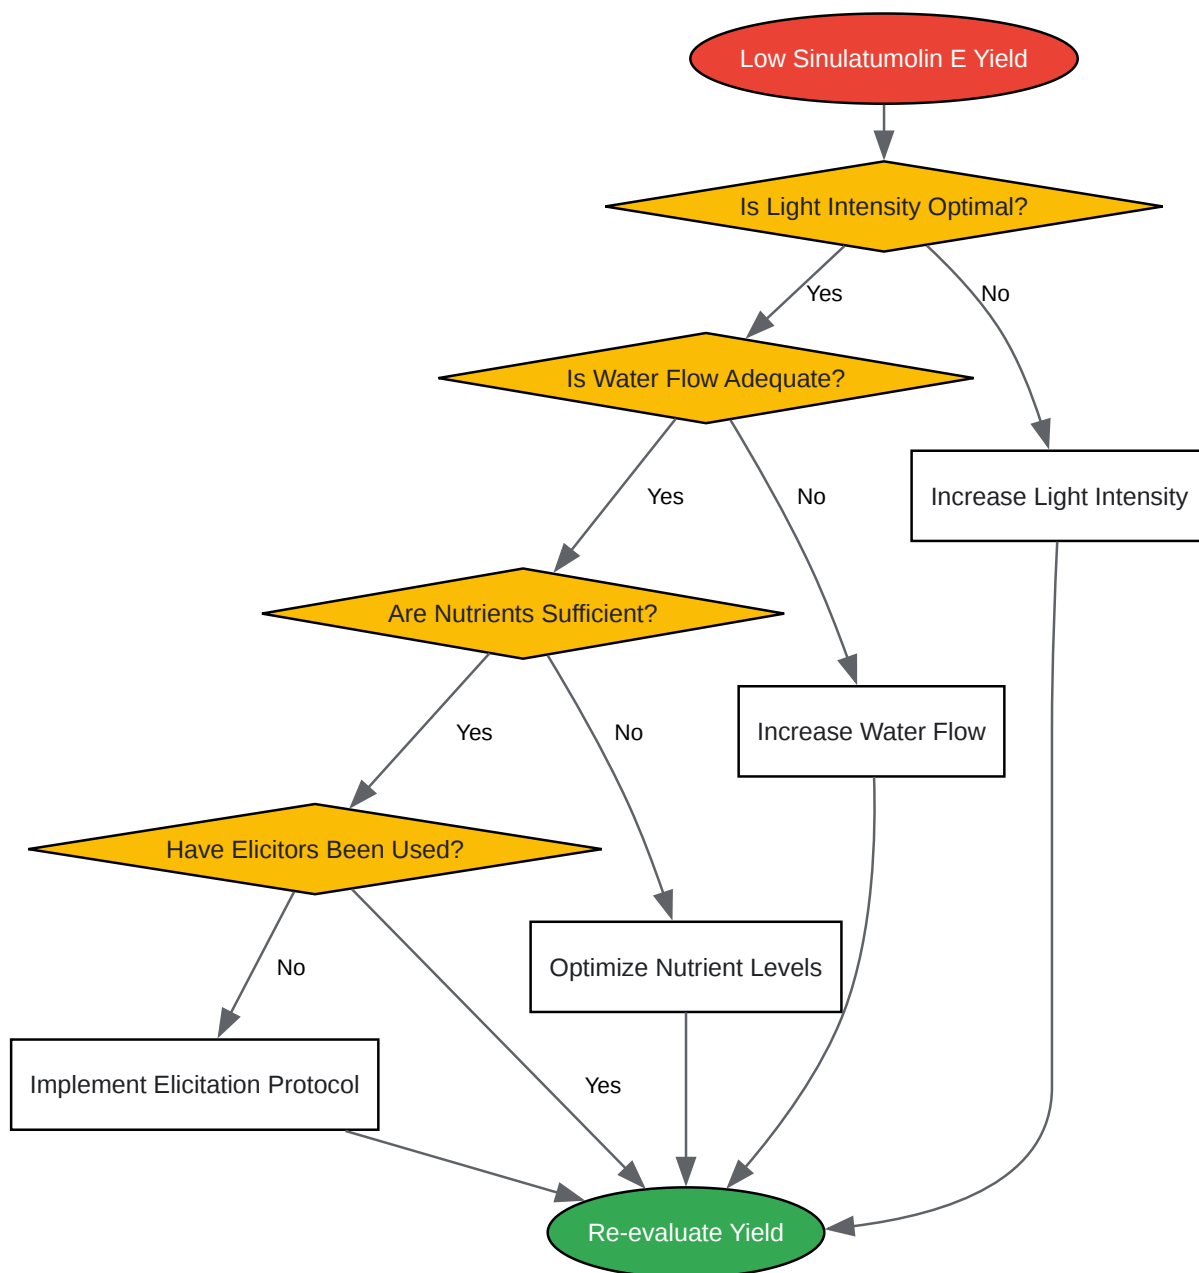 Low Sinulatumolin E Yield
Is Light Intensity Optimal?
Yes
No
Is Water Flow Adequate?
Increase Light Intensity
Yes
No
Are Nutrients Sufficient?
Increase Water Flow
Yes
No
Have Elicitors Been Used?
Optimize Nutrient Levels
No
Implement Elicitation Protocol
Yes
Re-evaluate Yield